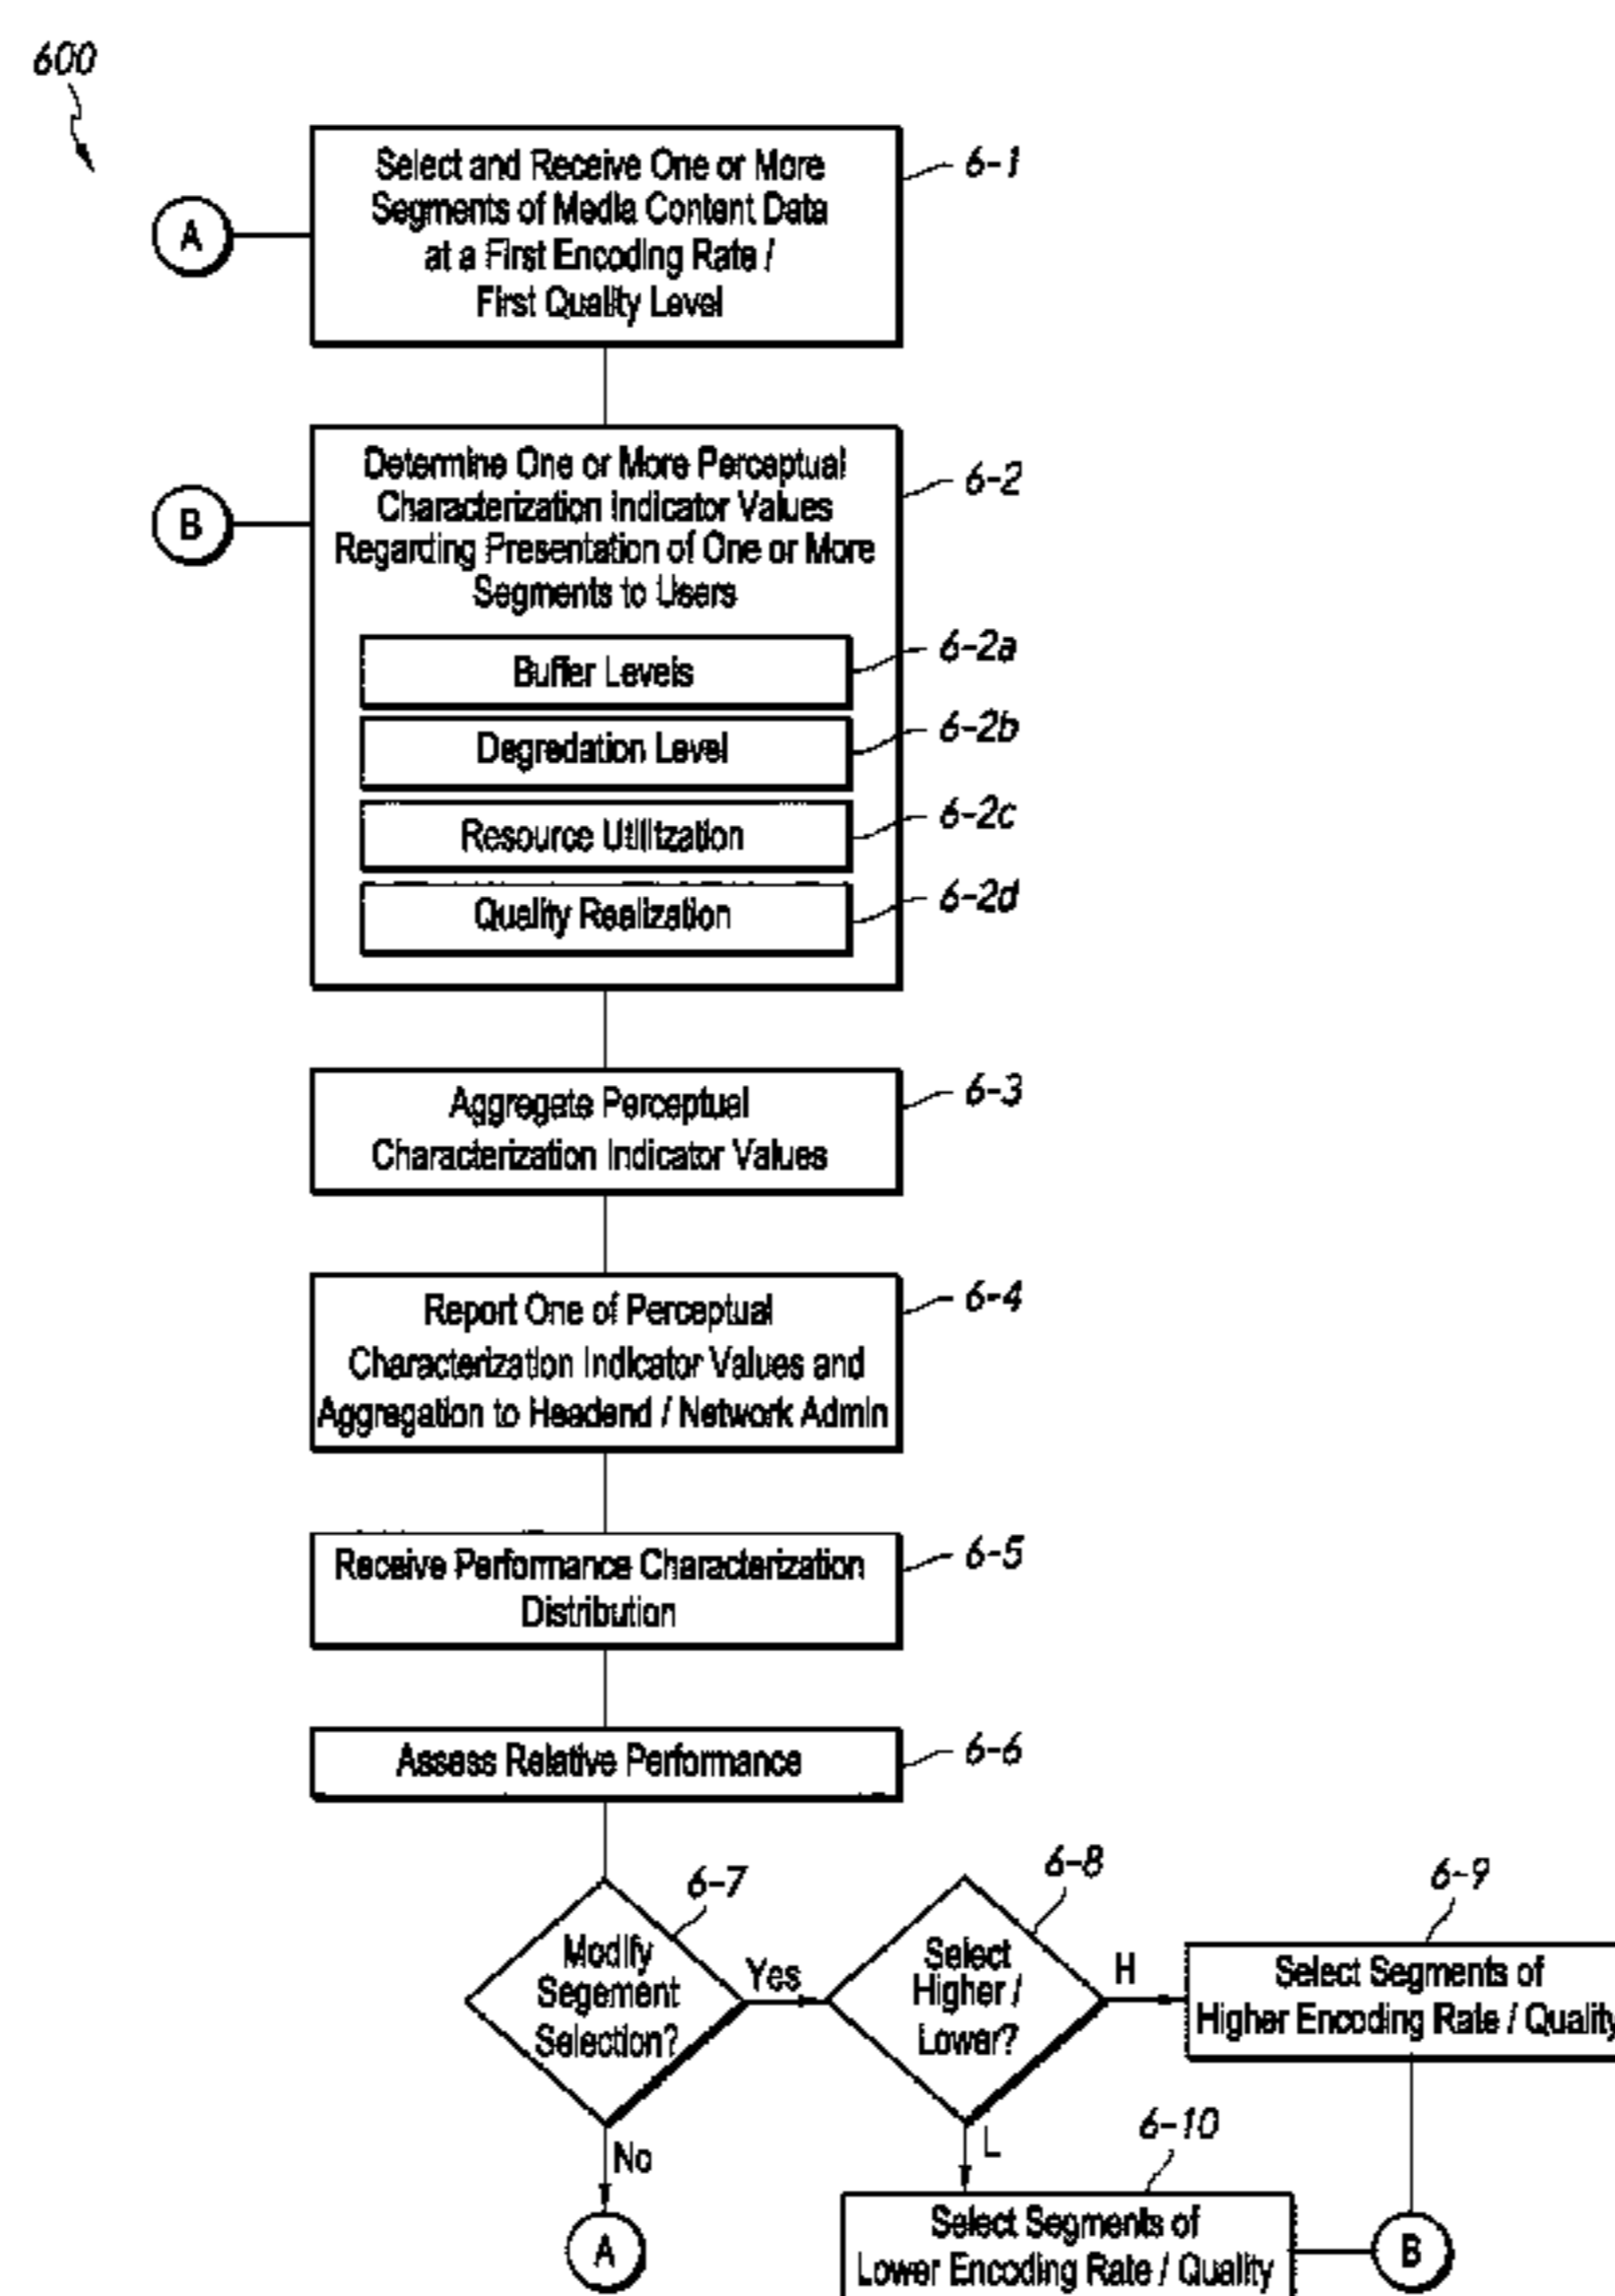 600
A
Select and Receive One or More
Segments of Media Content Data
at a First Encoding Rate /
First Quality Level
6-1
B
Determine One or More Perceptual
Characterization Indicator Values
Regarding Presentation of One or More
Segments to Users
6-2
Buffer Levels
6-2a
Degredation Level
6-2b
Resource Utilitzation
6-2c
Quality Realization
6-2d
Aggregate Perceptual
Characterization Indicator Values
6-3
Report One of Perceptual
Characterization Indicator Values and
Aggregation to Headend / Network Admin
6-4
Receive Performance Characterization
Distribution
6-5
Assess Relative Performance
6-6
Modify
Segement
Selection?
6-7
Yes
No
A
Select
Higher /
Lower?
6-8
H
L
Select Segments of
Higher Encoding Rate / Quality
6-9
Select Segments of
Lower Encoding Rate / Quality
6-10
B